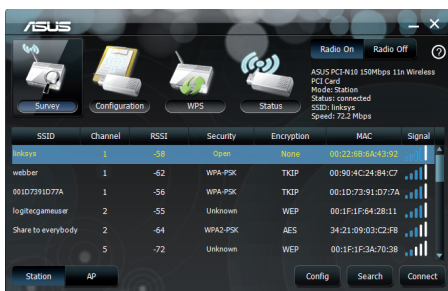 ASUS
Radio On Radio Off
ASUS PCI-N10 150Mbps 11n Wireless
PCI Card
Mode: Station
Status: connected
SSID: linksys
Speed: 72.2 Mbps
Survey Configuration WPS Status
SSID Channel RSSI Security Encryption MAC Signal
linksys 1 -58 Open None 00:22:6B:6A:43:92
webber 1 -62 WPA-PSK TKIP 00:90:4C:24:84:C7
001D7391D77A 1 -56 WPA-PSK TKIP 00:1D:73:91:D7:7A
logitecgameuser 2 -55 Unknown WEP 00:1F:1F:64:28:11
Share to everybody 2 -64 WPA2-PSK AES 34:21:09:03:C2:F8
5 -72 Unknown WEP 00:1F:1F:3A:70:38
Station AP Config Search Connect